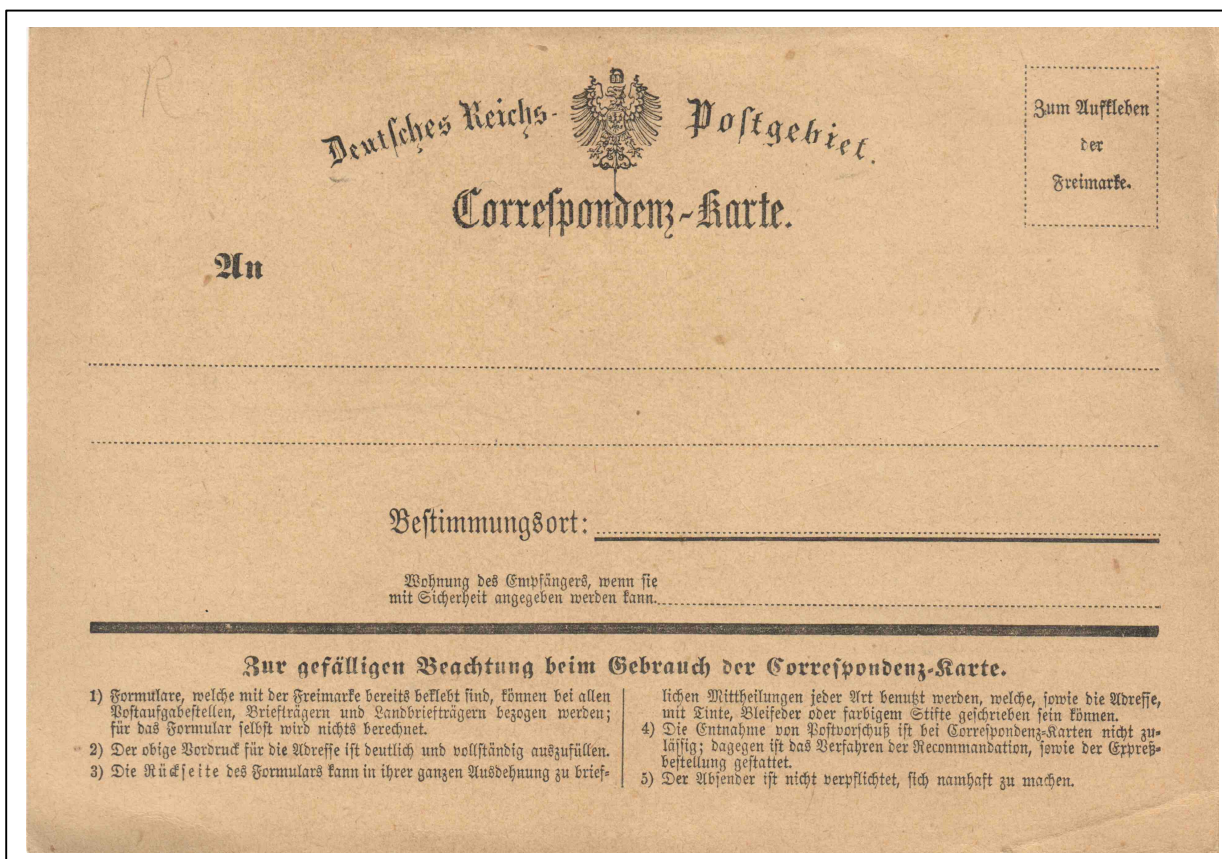 R
Deutsches Reichs-Postgebiet.
Correspondenz-Karte.
Zum Aufkleben
der
Freimarke.
An
Bestimmungsort:
Wohnung des Empfängers, wenn sie
mit Sicherheit angegeben werden kann.
Zur gefälligen Beachtung beim Gebrauch der Correspondenz-Karte.
1) Formulare, welche mit der Freimarke bereits beklebt sind, können bei allen
Postaufgabestellen, Briefträgern und Landbriefträgern bezogen werden;
für das Formular selbst wird nichts berechnet.
2) Der obige Vordruck für die Adresse ist deutlich und vollständig auszufüllen.
3) Die Rückseite des Formulars kann in ihrer ganzen Ausdehnung zu brief-
lichen Mittheilungen jeder Art benutzt werden, welche, sowie die Adresse,
mit Tinte, Bleifeder oder farbigem Stifte geschrieben sein können.
4) Die Entnahme von Postvorschuß ist bei Correspondenz-Karten nicht zu-
lässig; dagegen ist das Verfahren der Recommandation, sowie der Expreß-
bestellung gestattet.
5) Der Absender ist nicht verpflichtet, sich namhaft zu machen.